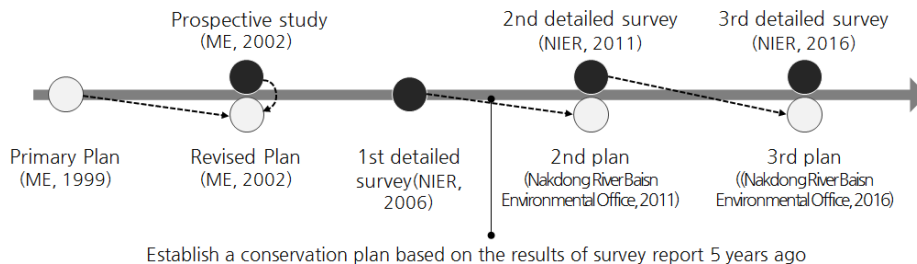 Prospective study
(ME, 2002)
2nd detailed survey
(NIER, 2011)
3rd detailed survey
(NIER, 2016)
Primary Plan
(ME, 1999)
Revised Plan
(ME, 2002)
1st detailed
survey(NIER,
2006)
2nd plan
(Nakdong River Baisn
Environmental Office, 2011)
3rd plan
((Nakdong River Baisn
Environmental Office, 2016)
Establish a conservation plan based on the results of survey report 5 years ago